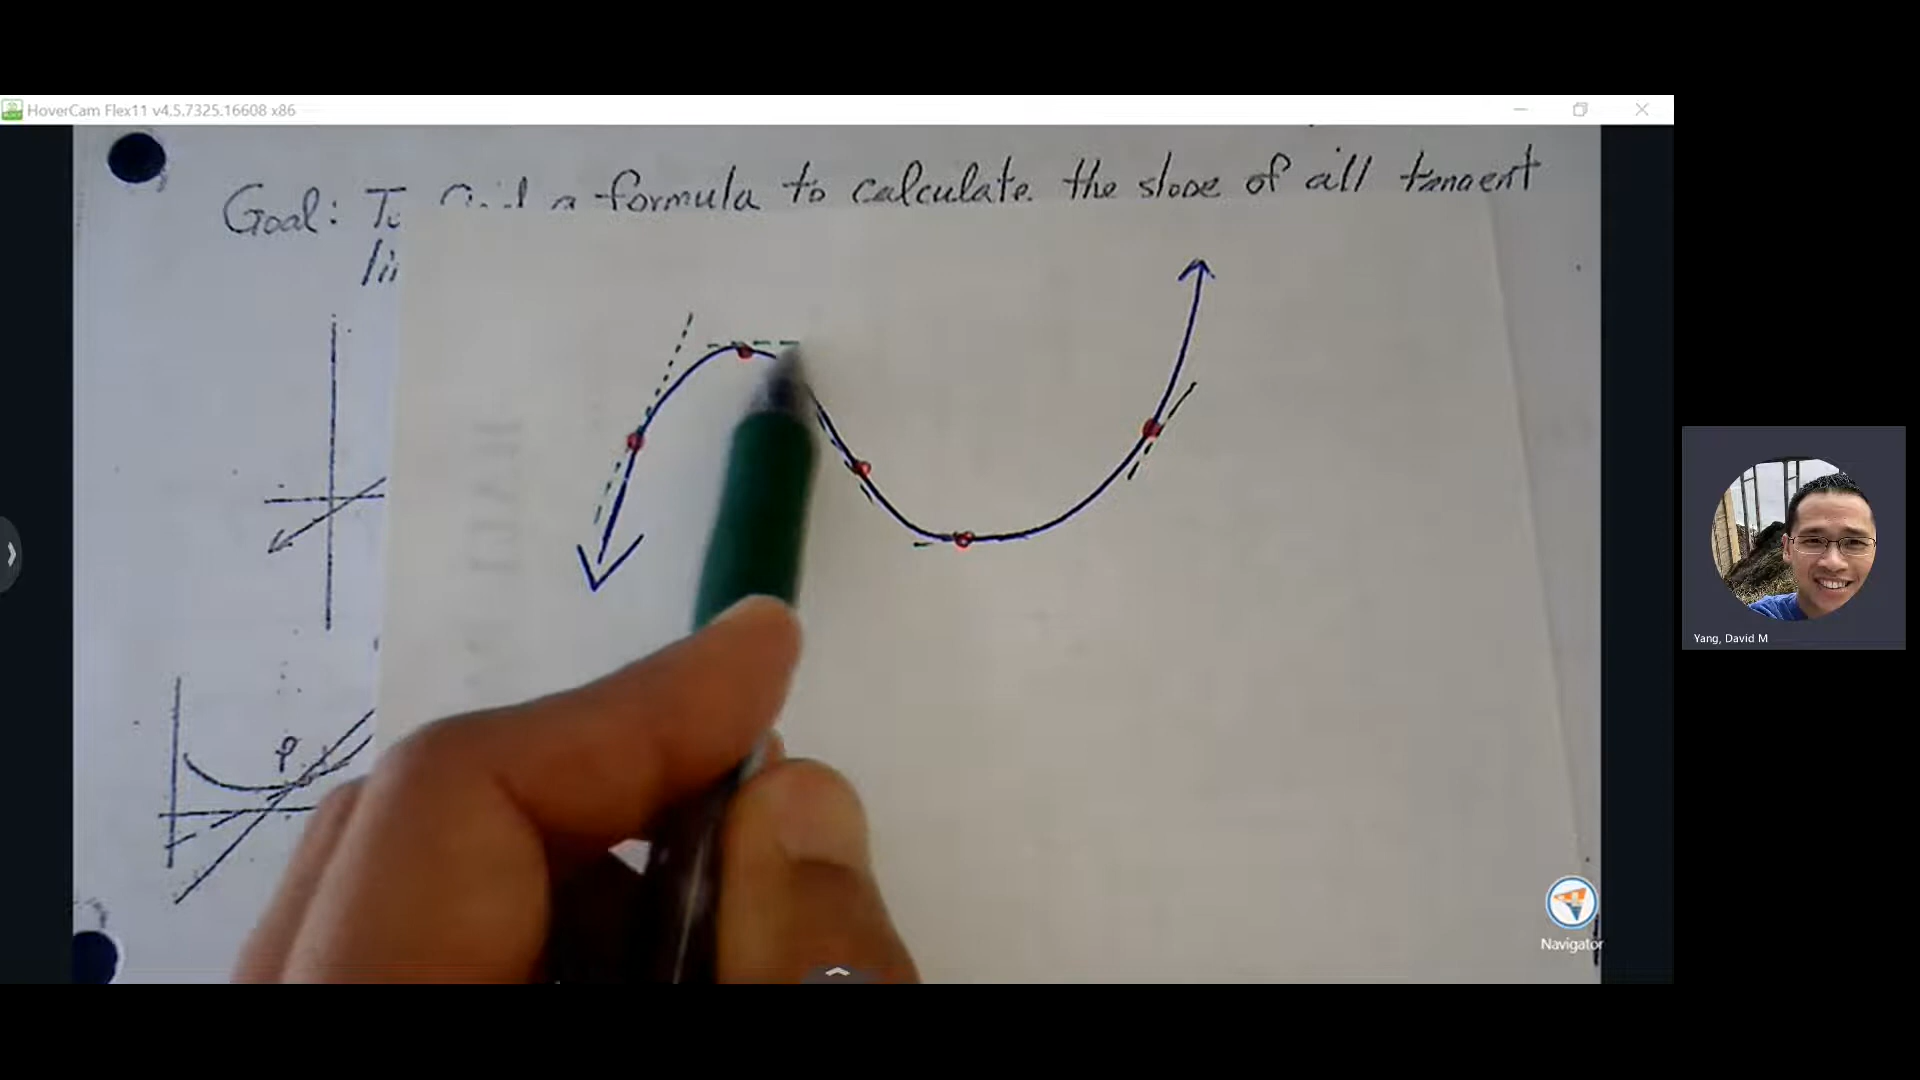 HoverCam Flex11 v4.5.7325.16608 x86
Goal: a formula to calculate the slope of all tangent
P
Navigator
Yang, David M